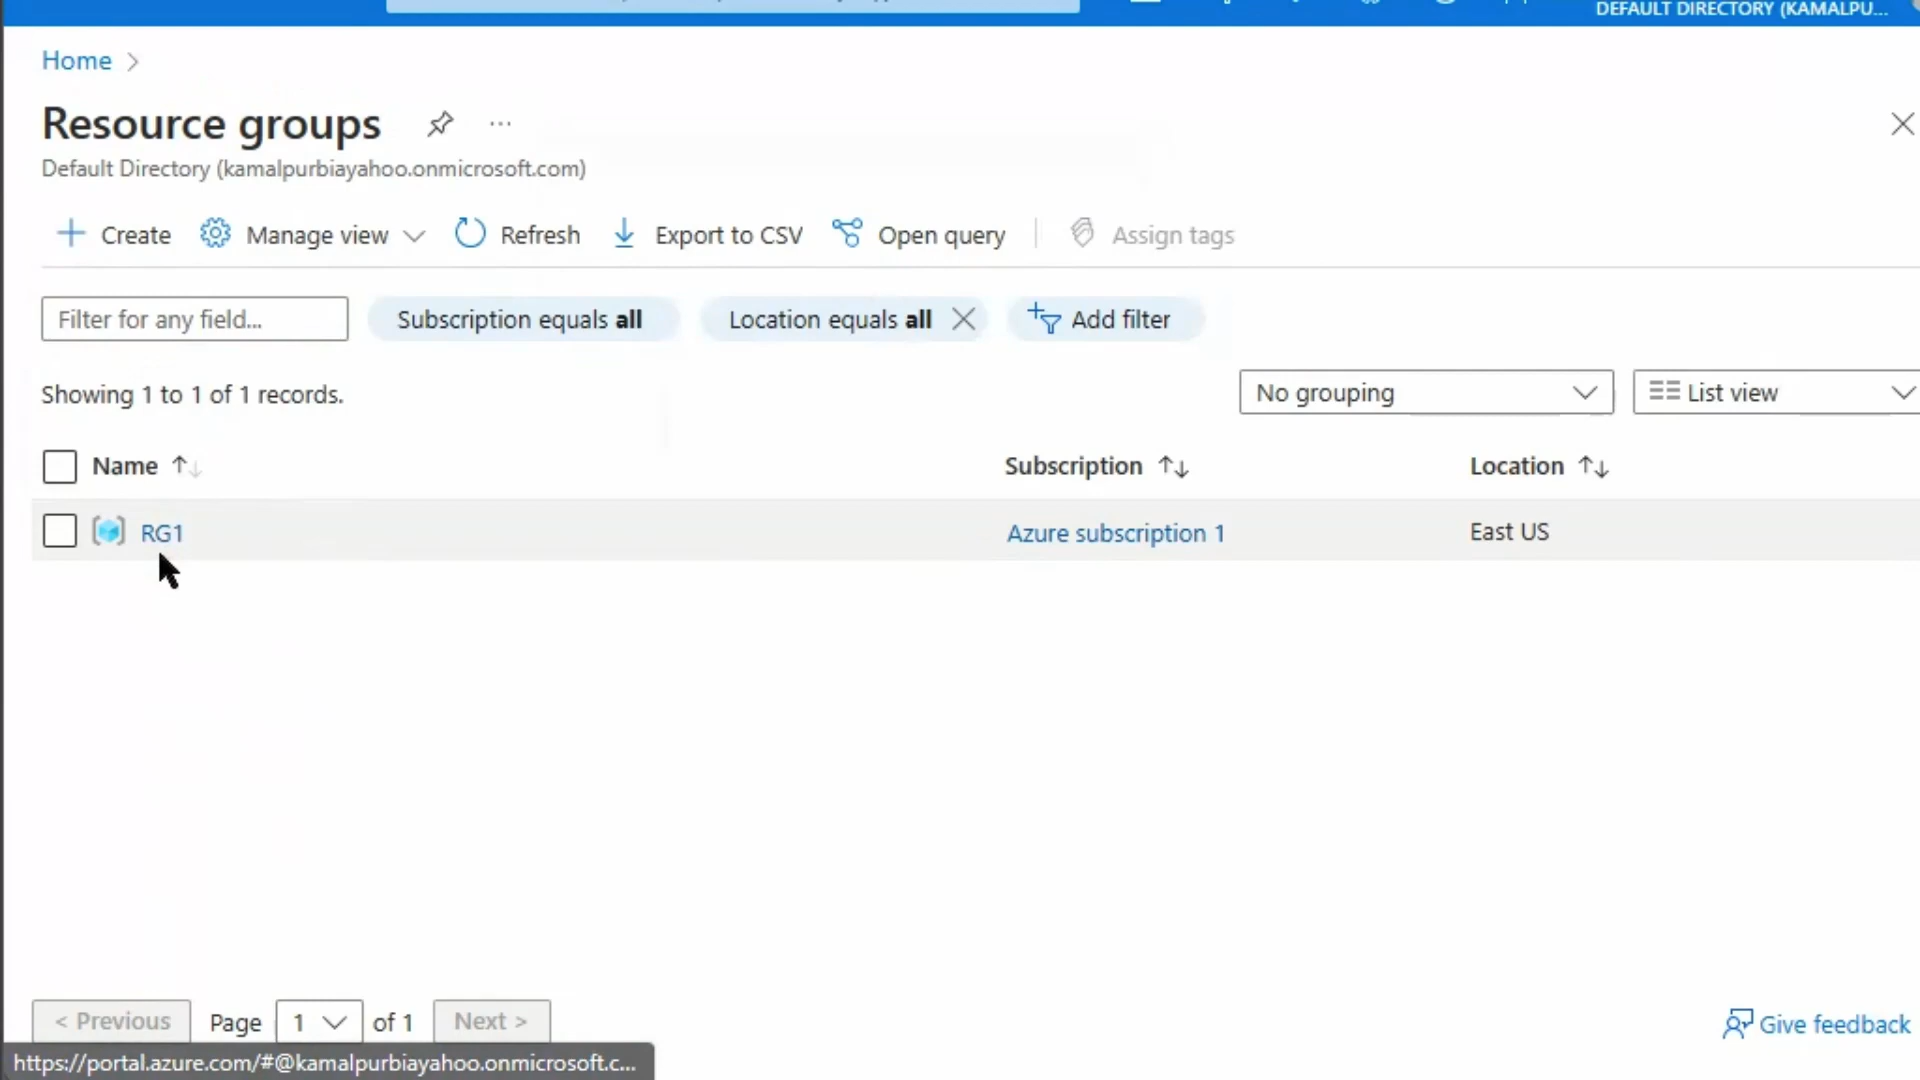 DEFAULT DIRECTORY (KAMALPU...
Home
Resource groups
Default Directory (kamalpurbiayahoo.onmicrosoft.com)
Create Manage view Refresh Export to CSV Open query Assign tags
Filter for any field... Subscription equals all Location equals all Add filter
Showing 1 to 1 of 1 records.
No grouping List view
Name Subscription Location
RG1 Azure subscription 1 East US
< Previous Page 1 of 1 Next > Give feedback
https://portal.azure.com/#@kamalpurbiayahoo.onmicrosoft.c...